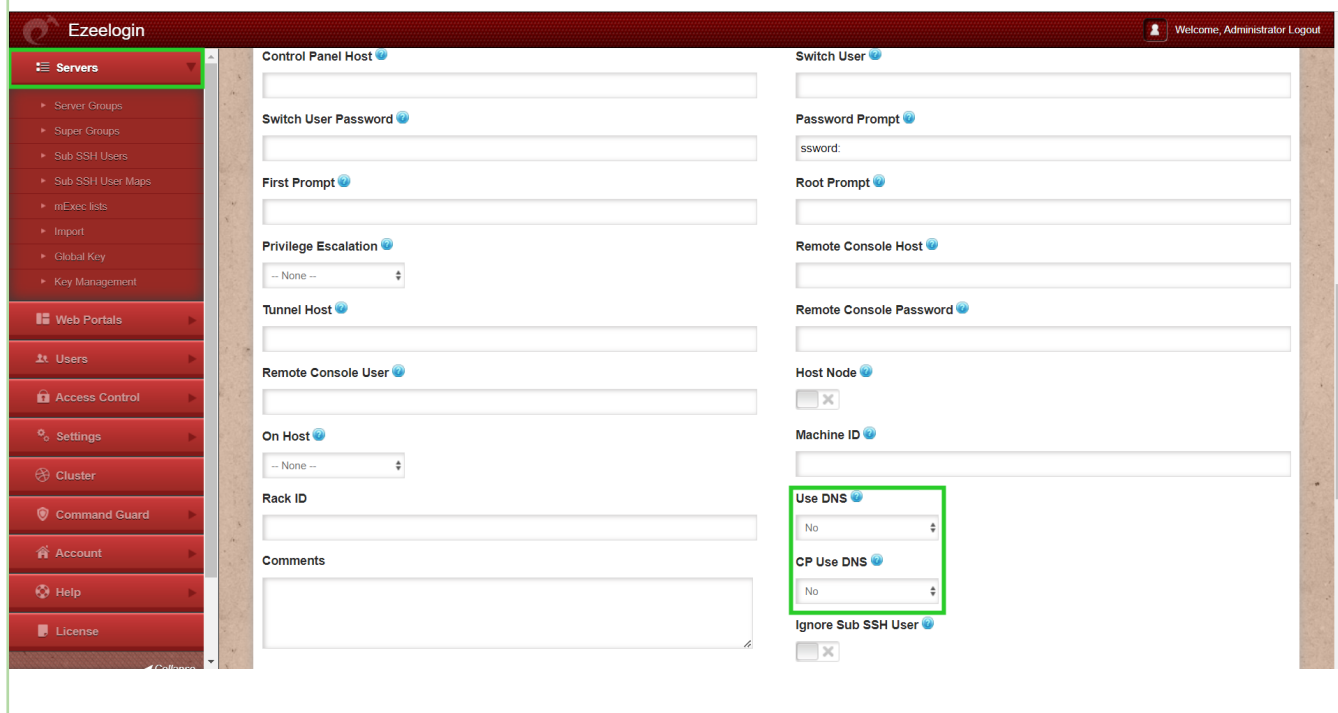 Ezeelogin
Welcome, Administrator Logout
Servers
Server Groups
Super Groups
Sub SSH Users
Sub SSH User Maps
mExec lists
Import
Global Key
Key Management
Web Portals
Users
Access Control
Settings
Cluster
Command Guard
Account
Help
License
Collapse
Control Panel Host
Switch User
Switch User Password
Password Prompt
ssword:
First Prompt
Root Prompt
Privilege Escalation
-- None --
Remote Console Host
Tunnel Host
Remote Console Password
Remote Console User
Host Node
On Host
-- None --
Machine ID
Rack ID
Use DNS
No
Comments
CP Use DNS
No
Ignore Sub SSH User